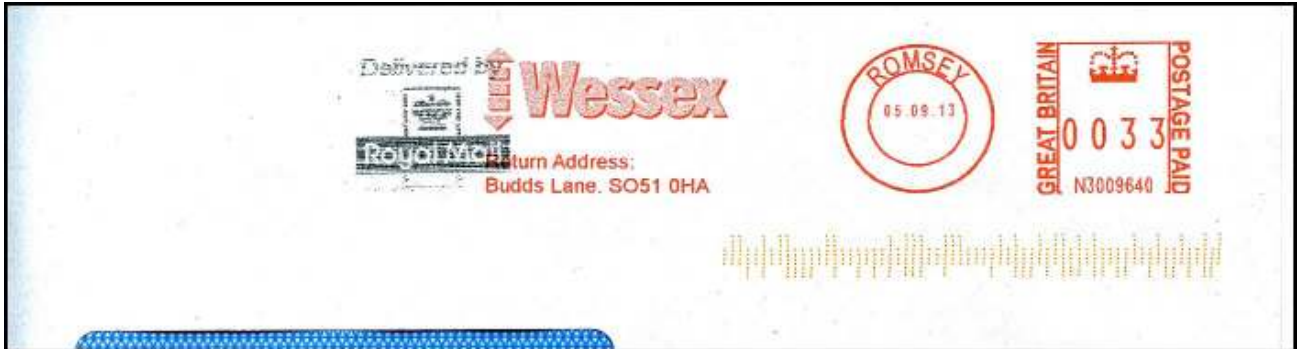 Delivered by
Royal Mail
Wessex
Return Address:
Budds Lane. SO51 0HA
ROMSEY
05.09.13
GREAT BRITAIN
0033
N3009640
POSTAGE PAID